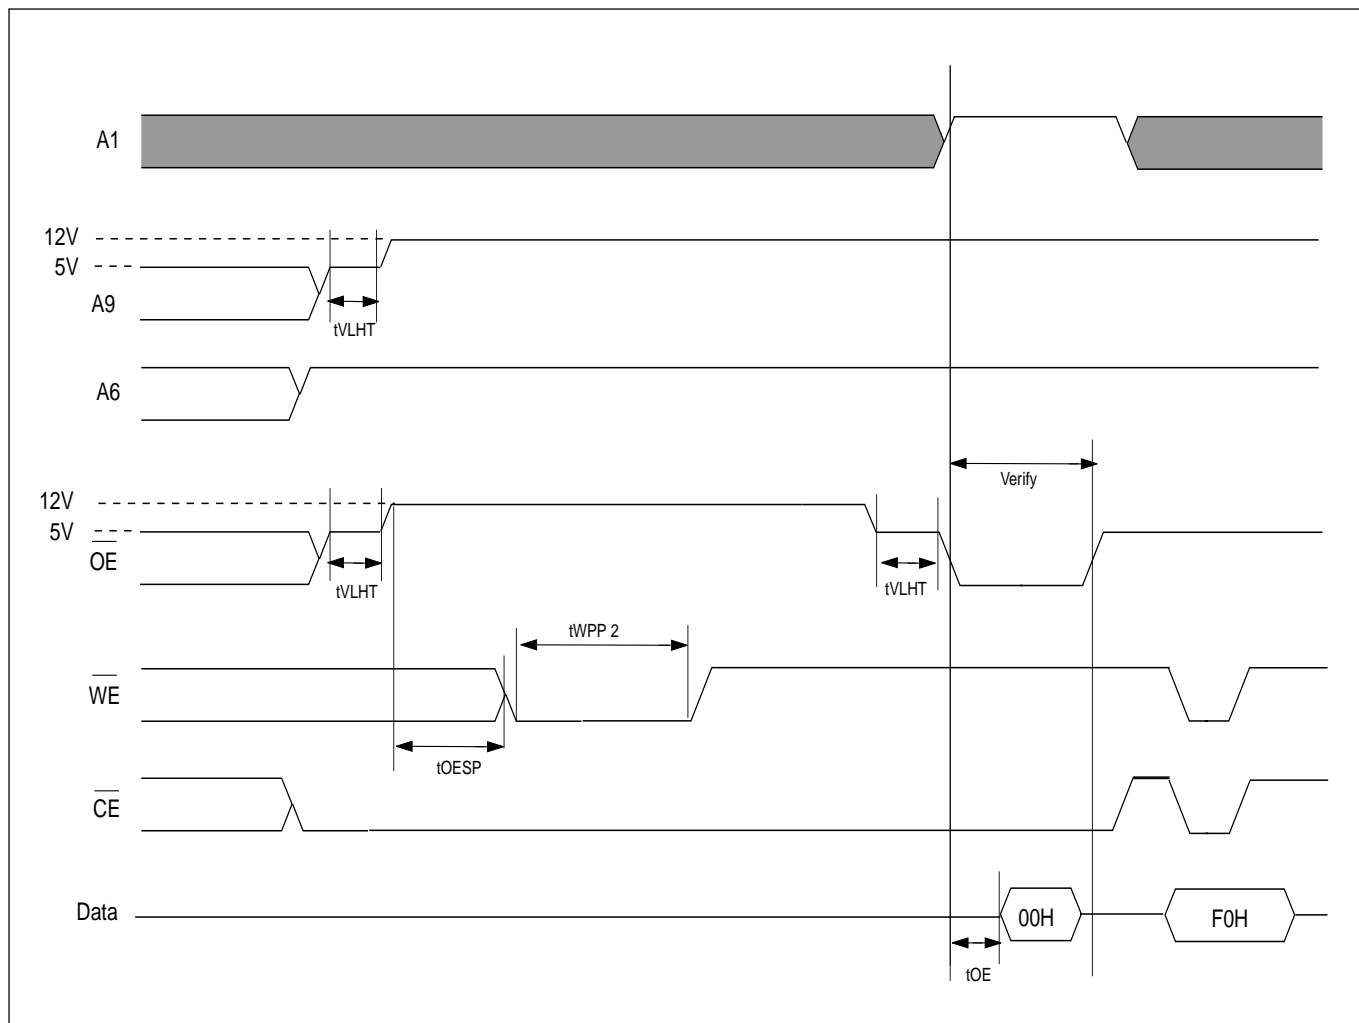 A1
12V
5V
A9
tVLHT
A6
Verify
12V
5V
OE
tVLHT
tVLHT
tWPP 2
WE
tOESP
CE
Data
00H
F0H
tOE